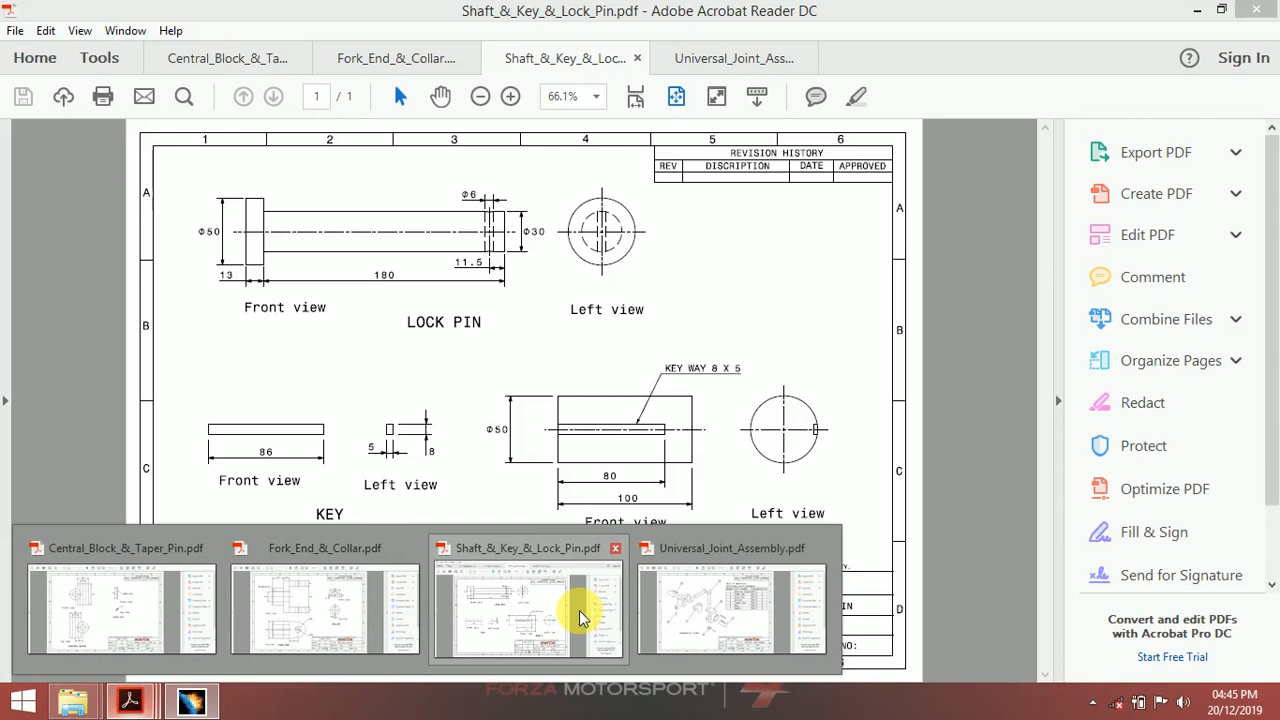 Shaft_&_Key_&_Lock_Pin.pdf - Adobe Acrobat Reader DC
File Edit View Window Help
Home Tools Central_Block_&_Ta... Fork_End_&_Collar.... Shaft_&_Key_&_Loc... × Universal_Joint_Ass... Sign In
1 / 1 66.1%
1 2 3 4 5 6
REVISION HISTORY
REV DISCRIPTION DATE APPROVED
A
A
Φ6
Φ50
Φ30
11.5
13 180
Front view
Left view
LOCK PIN
B
B
KEY WAY 8 X 5
Φ50
86
5
8
80
100
C
C
Front view
Left view
Left view
KEY
Front view
D
IN
NO:
Export PDF
Create PDF
Edit PDF
Comment
Combine Files
Organize Pages
Redact
Protect
Optimize PDF
Fill & Sign
Send for Signature
Convert and edit PDFs
with Acrobat Pro DC
Start Free Trial
Central_Block_&_Taper_Pin.pdf Fork_End_&_Collar.pdf Shaft_&_Key_&_Lock_Pin.pdf Universal_Joint_Assembly.pdf
FORZA MOTORSPORT
04:45 PM
20/12/2019